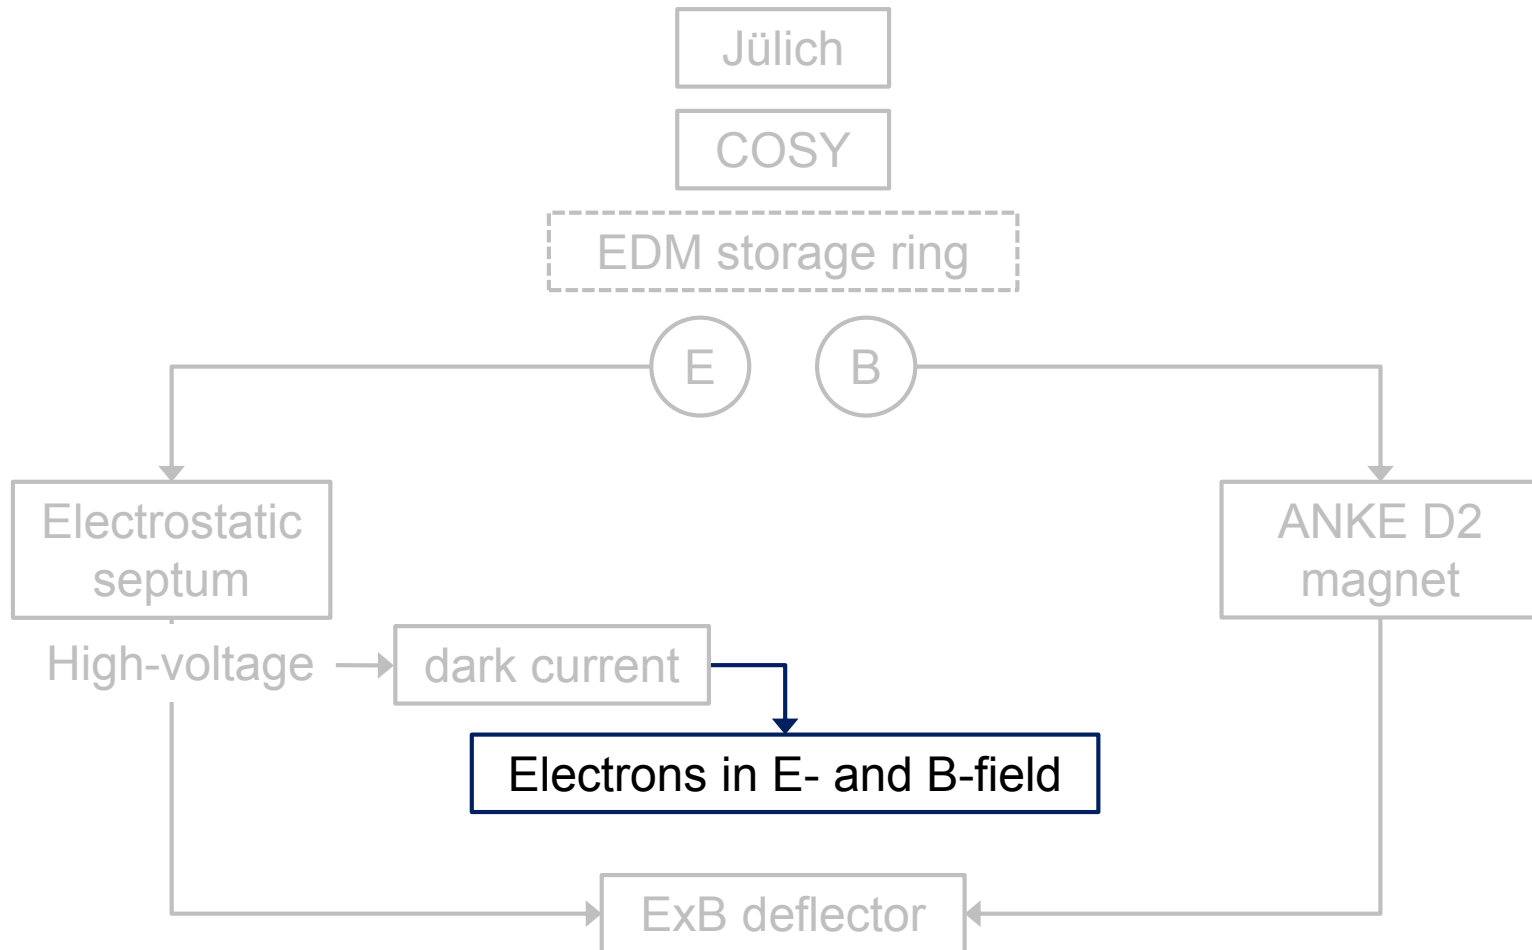 Jülich
COSY
EDM storage ring
E
B
Electrostatic
septum
ANKE D2
magnet
High-voltage
dark current
Electrons in E- and B-field
ExB deflector